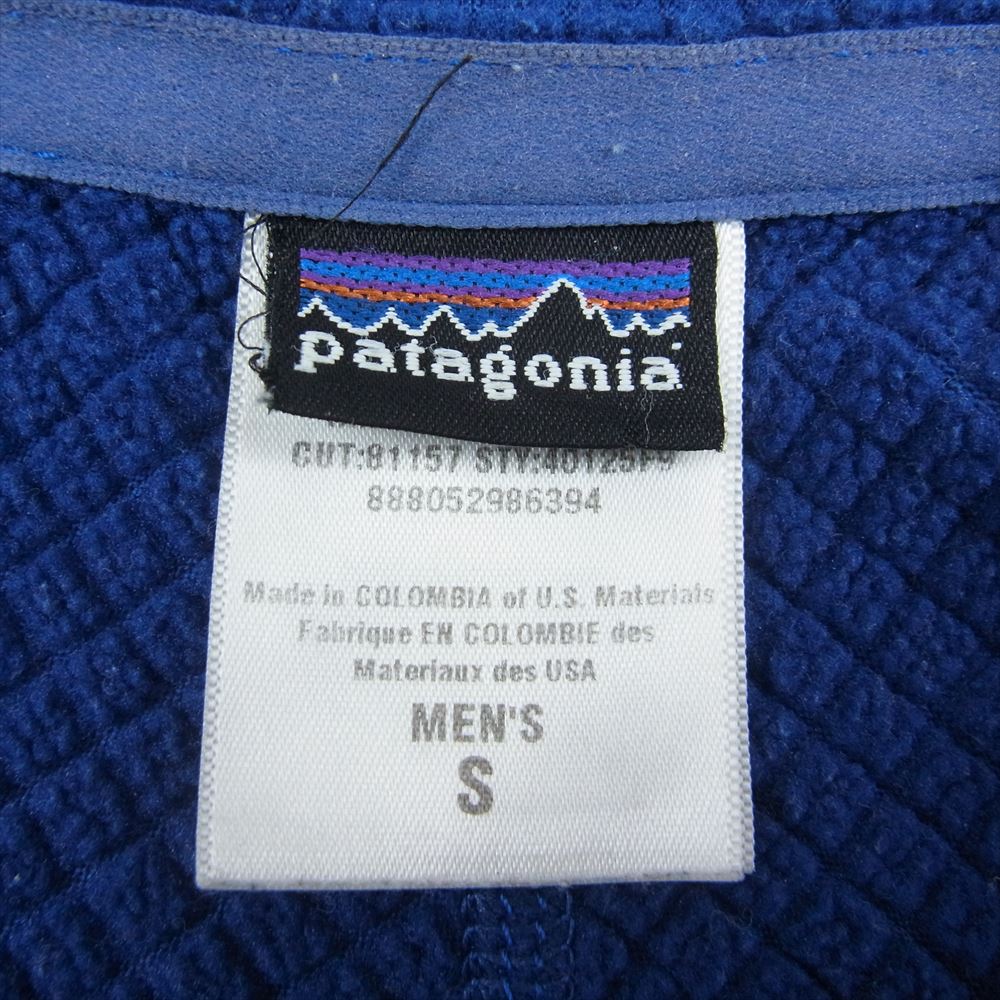 patagonia
CUT:81157 STY:40125F9
888052986394
Made in COLOMBIA of U.S. Materials
Fabrique EN COLOMBIE des
Materiaux des USA
MEN'S
S